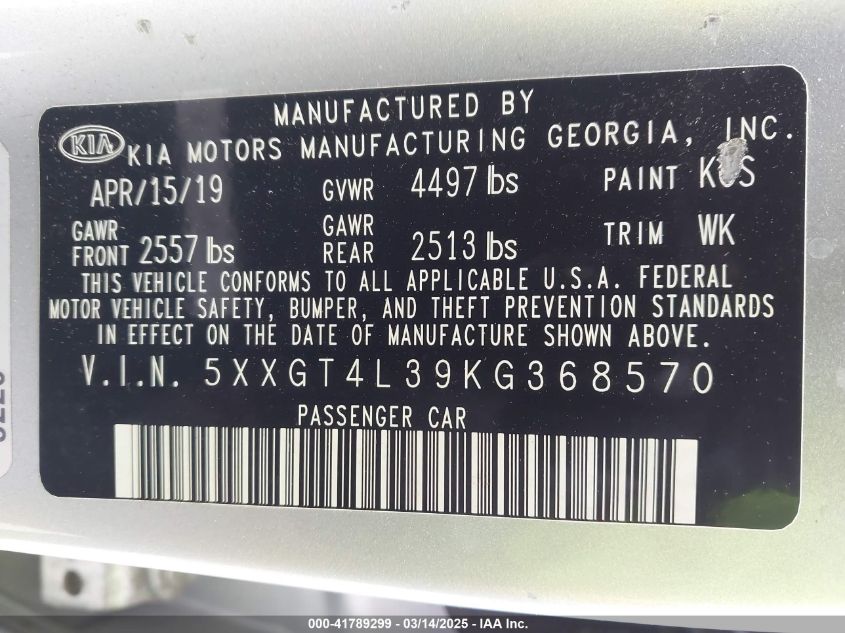 MANUFACTURED BY
KIA KIA MOTORS MANUFACTURING GEORGIA, INC.
APR/15/19 GVWR 4497 lbs PAINT
GAWR FRONT 2557 lbs GAWR REAR 2513 lbs TRIM WK
THIS VEHICLE CONFORMS TO ALL APPLICABLE U.S.A. FEDERAL
MOTOR VEHICLE SAFETY, BUMPER, AND THEFT PREVENTION STANDARDS
IN EFFECT ON THE DATE OF MANUFACTURE SHOWN ABOVE.
V.I.N. 5XXGT4L39KG368570
PASSENGER CAR
000-41789299 - 03/14/2025 - IAA Inc.